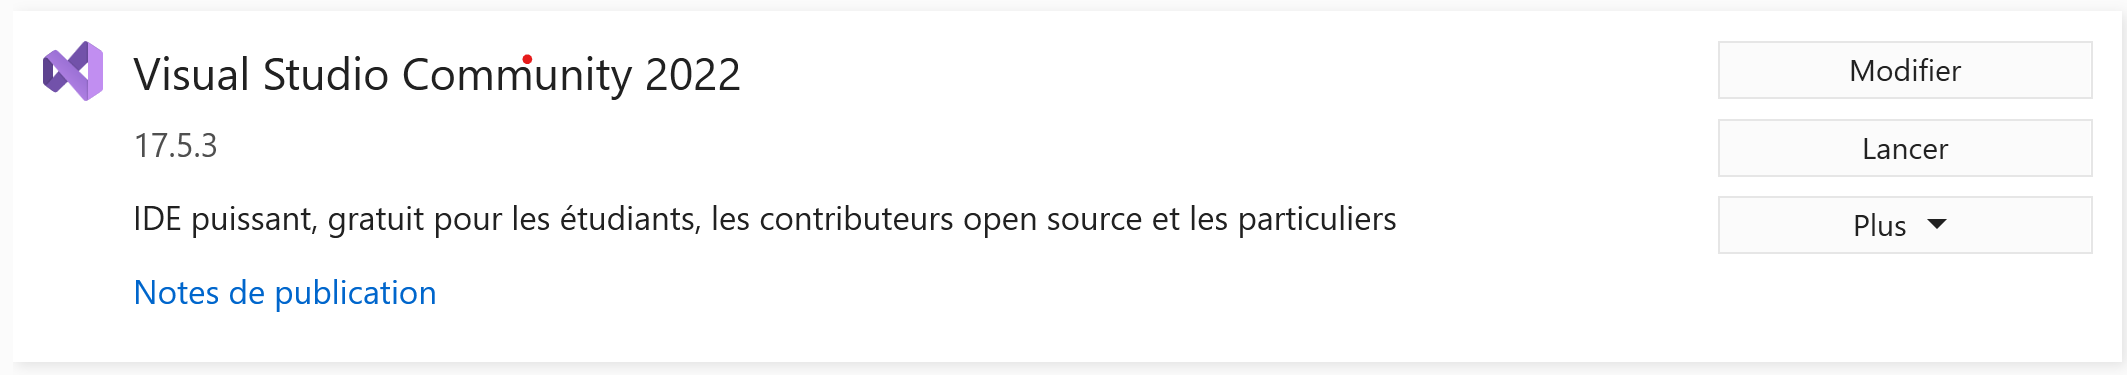 Visual Studio Community 2022
17.5.3
IDE puissant, gratuit pour les étudiants, les contributeurs open source et les particuliers
Notes de publication
Modifier
Lancer
Plus